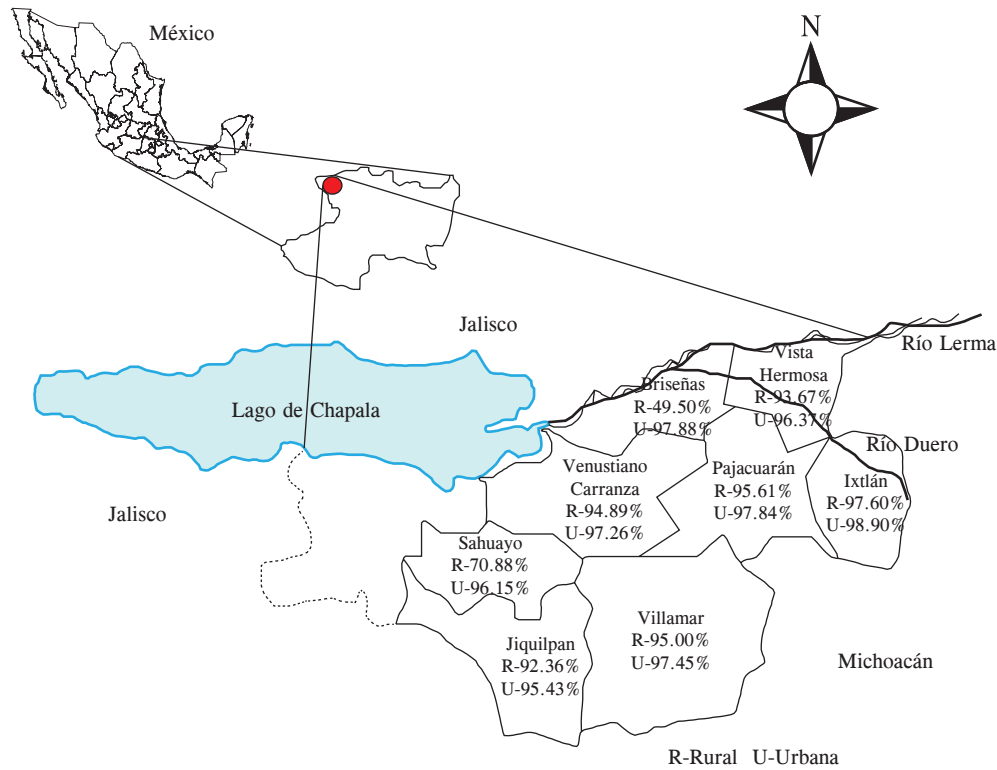 México
N
Jalisco
Río Lerma
Vista
Hermosa
R-93.67%
U-96.37%
Briseñas
R-49.50%
U-97.88%
Lago de Chapala
Río Duero
Venustiano
Carranza
R-94.89%
U-97.26%
Pajacuarán
R-95.61%
U-97.84%
Ixtlán
R-97.60%
U-98.90%
Jalisco
Sahuayo
R-70.88%
U-96.15%
Villamar
R-95.00%
U-97.45%
Jiquilpan
R-92.36%
U-95.43%
Michoacán
R-Rural U-Urbana